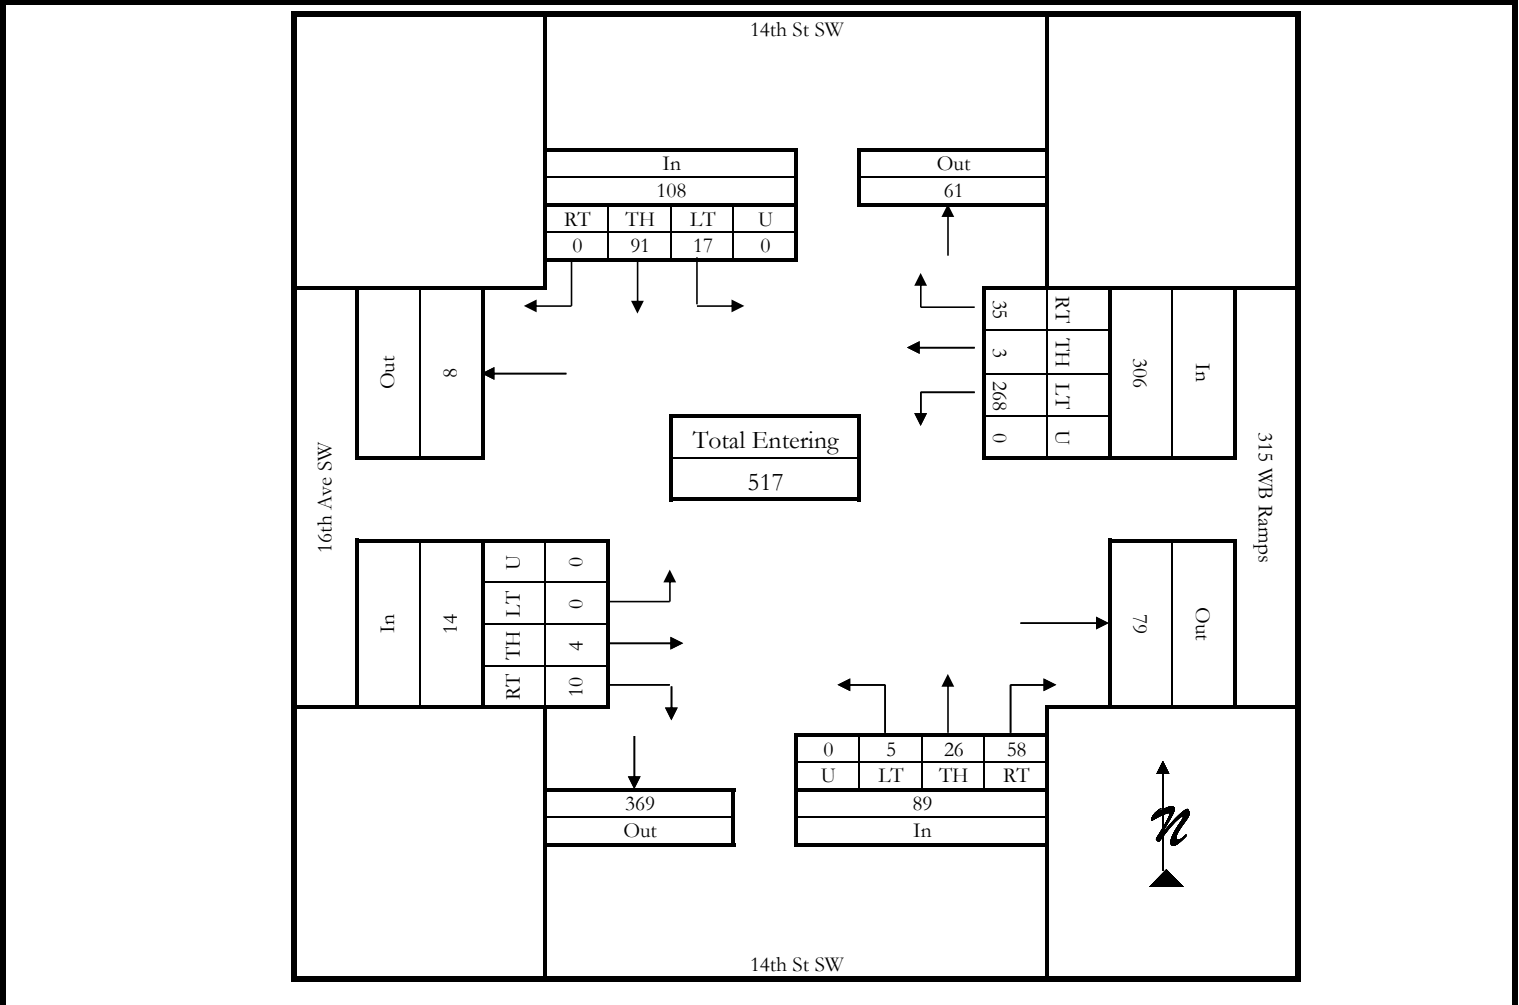 14th St SW
In
108
RT TH LT U
0 91 17 0
Out
61
Out
8
35 RT
3 TH
268 LT
0 U
306
In
Total Entering
517
16th Ave SW
315 WB Ramps
In
14
U 0
LT 0
TH 4
RT 10
79
Out
0 5 26 58
U LT TH RT
89
In
369
Out
N
14th St SW